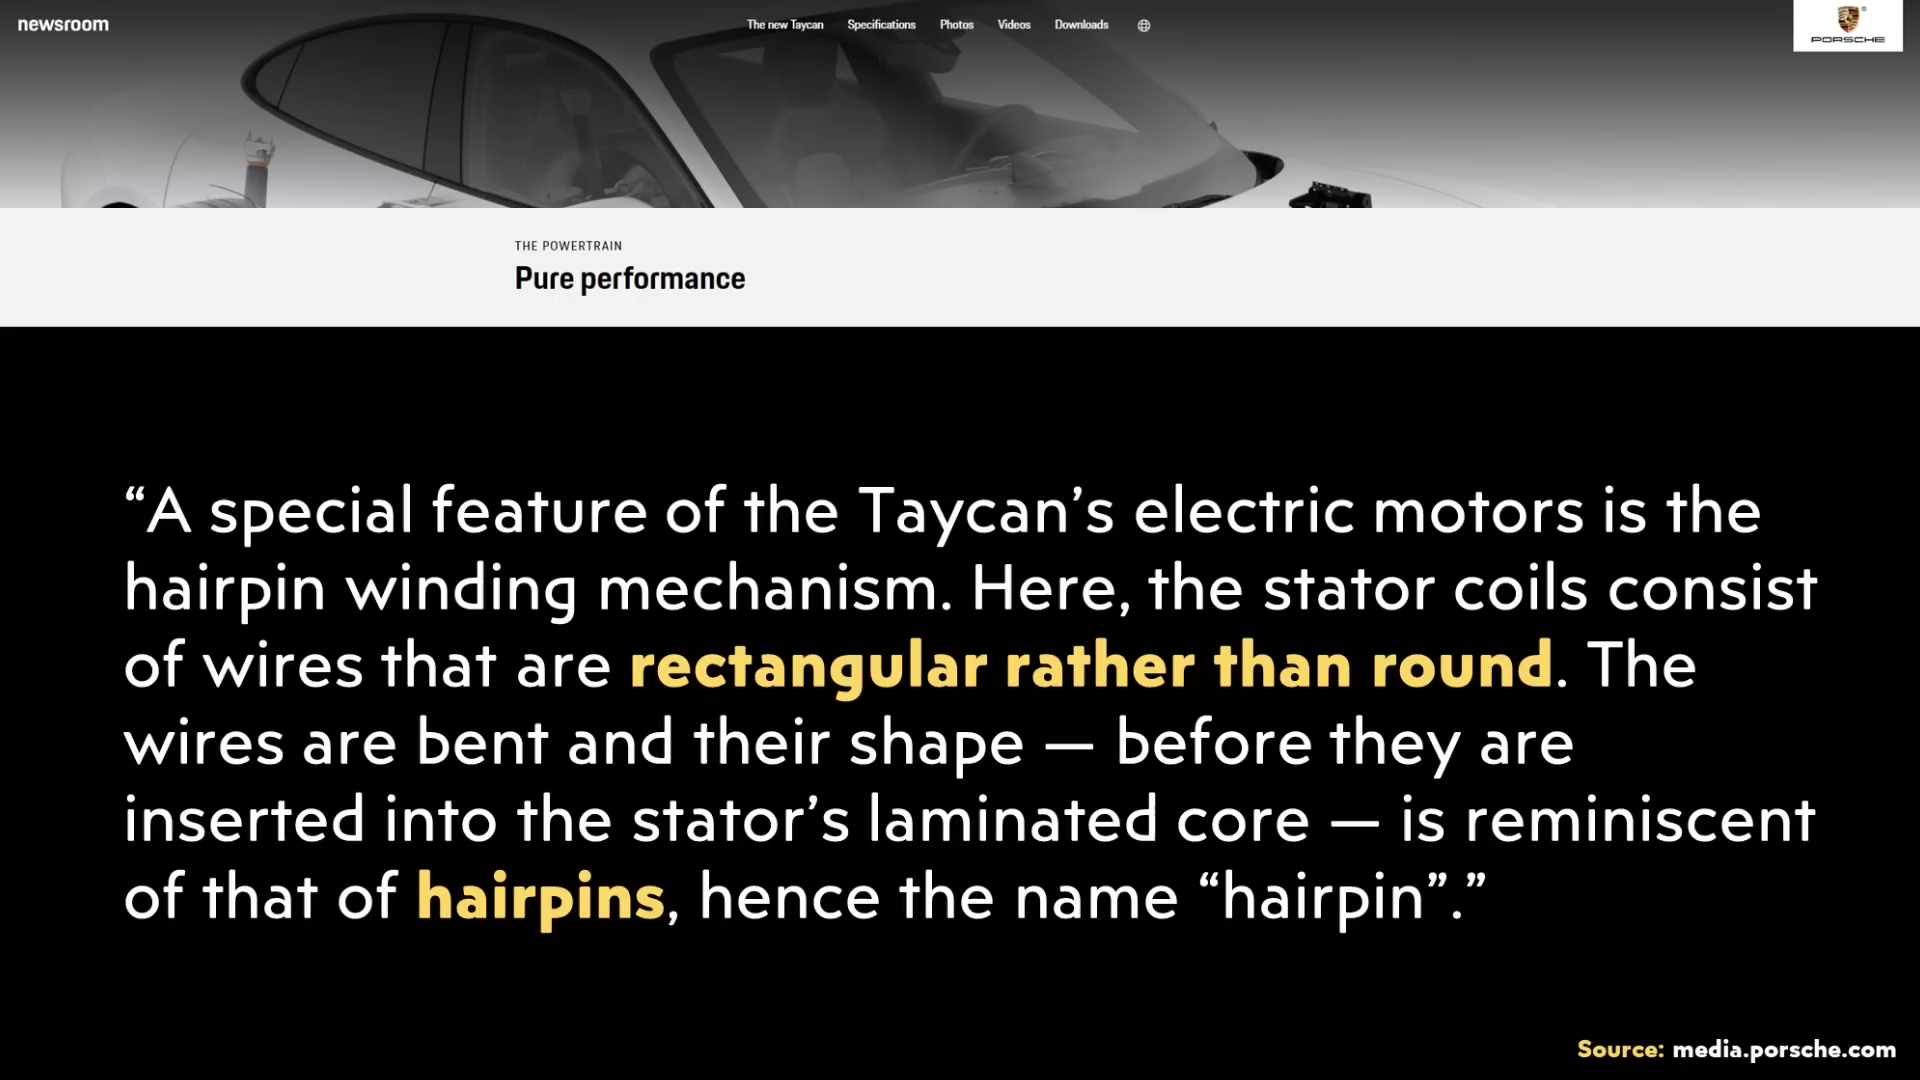 newsroom
The new Taycan Specifications Photos Videos Downloads
PORSCHE
THE POWERTRAIN
Pure performance
“A special feature of the Taycan’s electric motors is the
hairpin winding mechanism. Here, the stator coils consist
of wires that are rectangular rather than round. The
wires are bent and their shape — before they are
inserted into the stator’s laminated core — is reminiscent
of that of hairpins, hence the name “hairpin”.”
Source: media.porsche.com